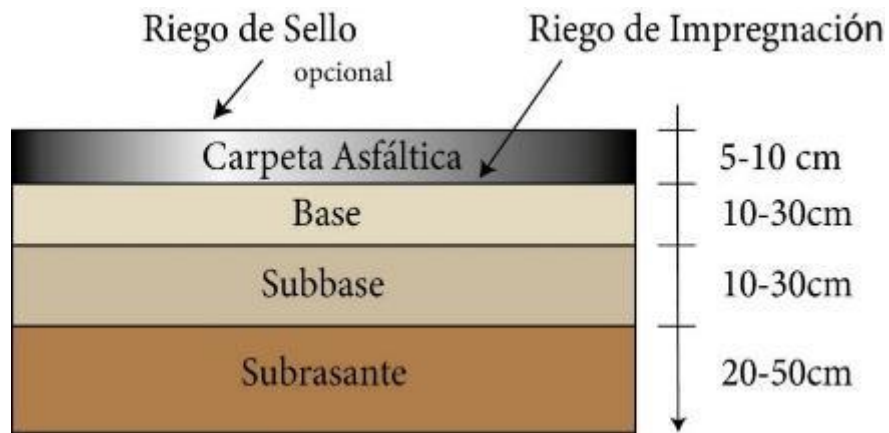 Riego de Sello
opcional
Riego de Impregnación
Carpeta Asfáltica
5-10 cm
Base
10-30cm
Subbase
10-30cm
Subrasante
20-50cm